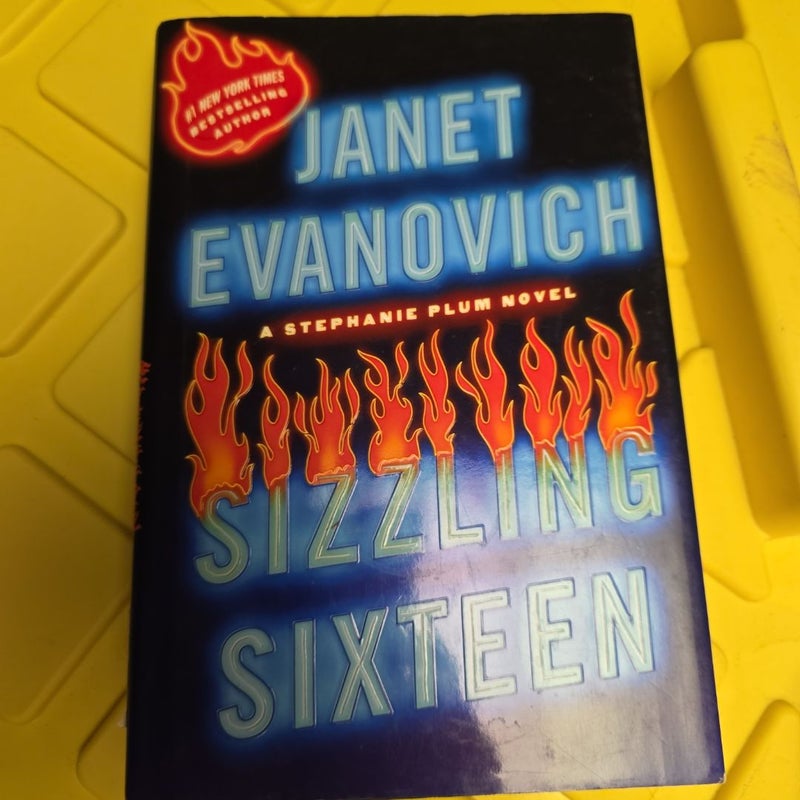 #1 NEW YORK TIMES
BESTSELLING
AUTHOR
JANET
EVANOVICH
A STEPHANIE PLUM NOVEL
SIZZLING
SIXTEEN